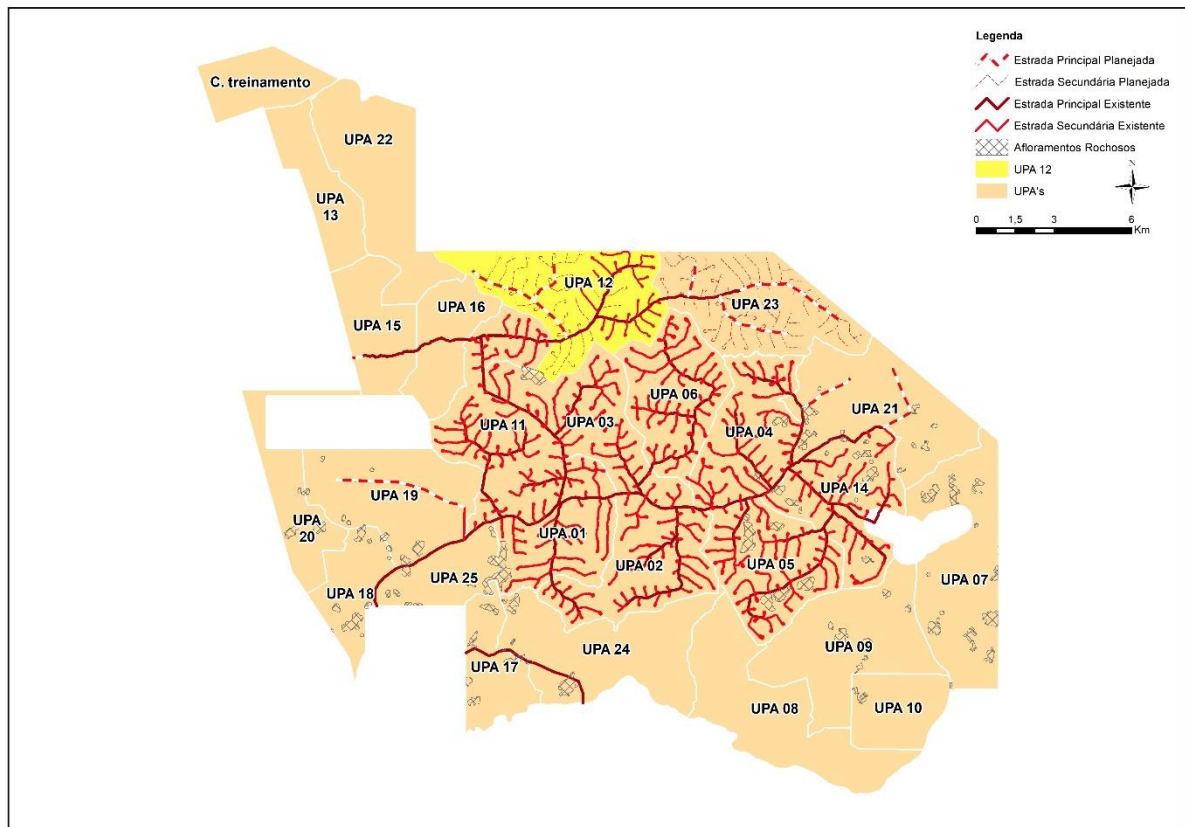 Legenda
Estrada Principal Planejada
Estrada Secundária Planejada
Estrada Principal Existente
Estrada Secundária Existente
Afloramentos Rochosos
UPA 12
UPA's
N
0 1,5 3 6
Km
C. treinamento
UPA 22
UPA
13
UPA 12
UPA 16
UPA 23
UPA 15
UPA 06
UPA 21
UPA 11
UPA 03
UPA 04
UPA 19
UPA 14
UPA
20
UPA 01
UPA 02
UPA 05
UPA 25
UPA 07
UPA 18
UPA 24
UPA 09
UPA 17
UPA 08
UPA 10